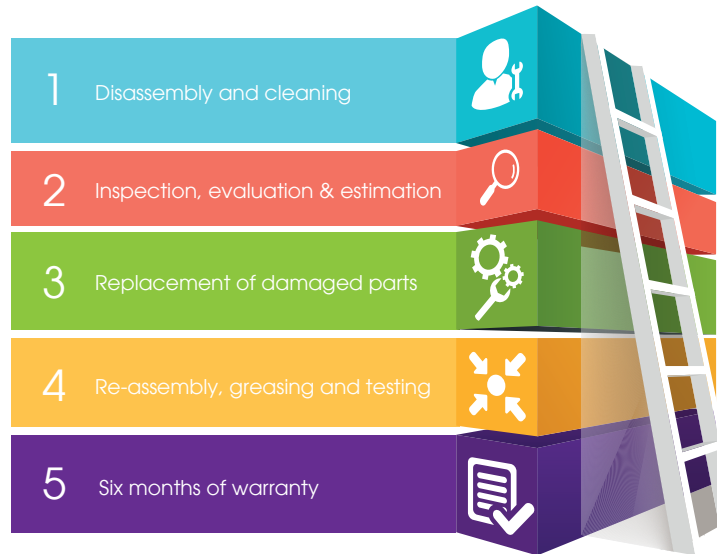 1 Disassembly and cleaning
2 Inspection, evaluation & estimation
3 Replacement of damaged parts
4 Re-assembly, greasing and testing
5 Six months of warranty